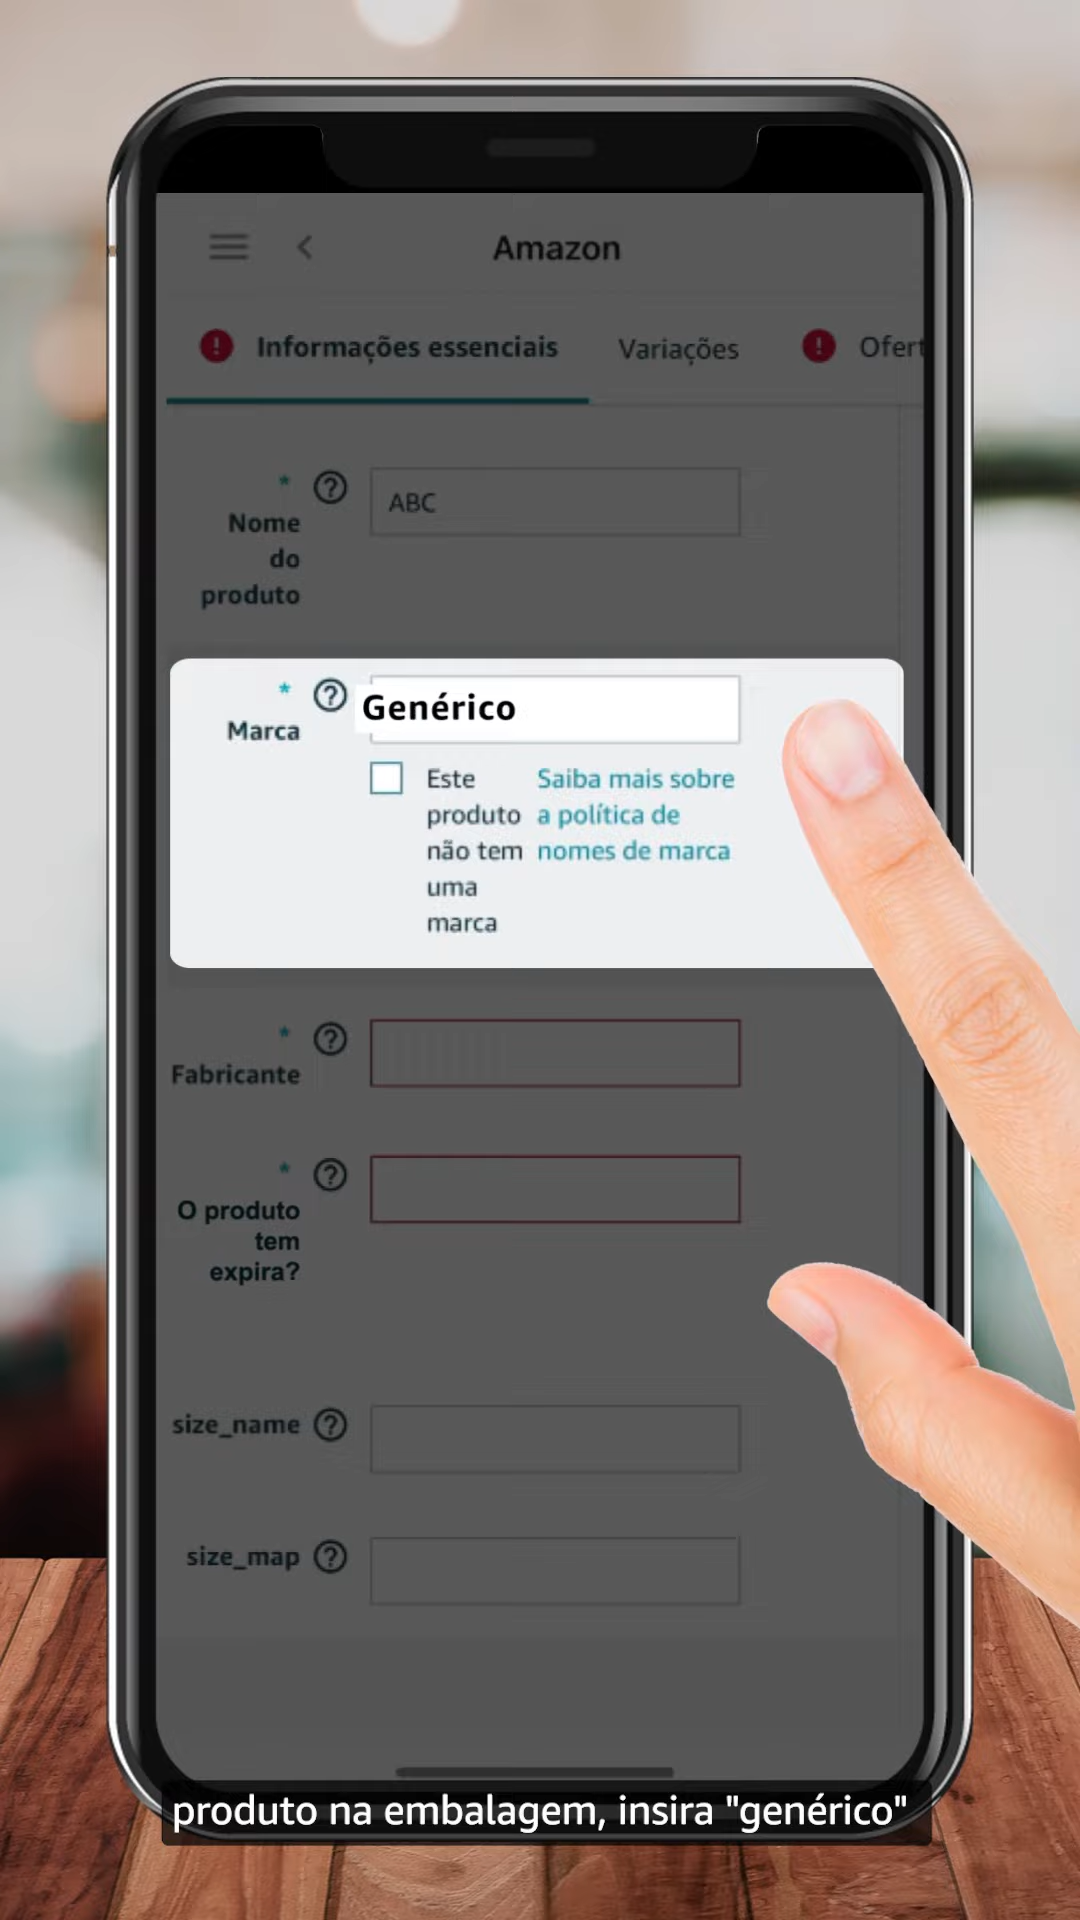 Amazon
Informações essenciais
Variações
Ofert
* Nome
do
produto
ABC
* Marca
Genérico
Este
produto
não tem
uma
marca
Saiba mais sobre
a política de
nomes de marca
* Fabricante
* O produto
tem
expira?
size_name
size_map
produto na embalagem, insira "genérico"